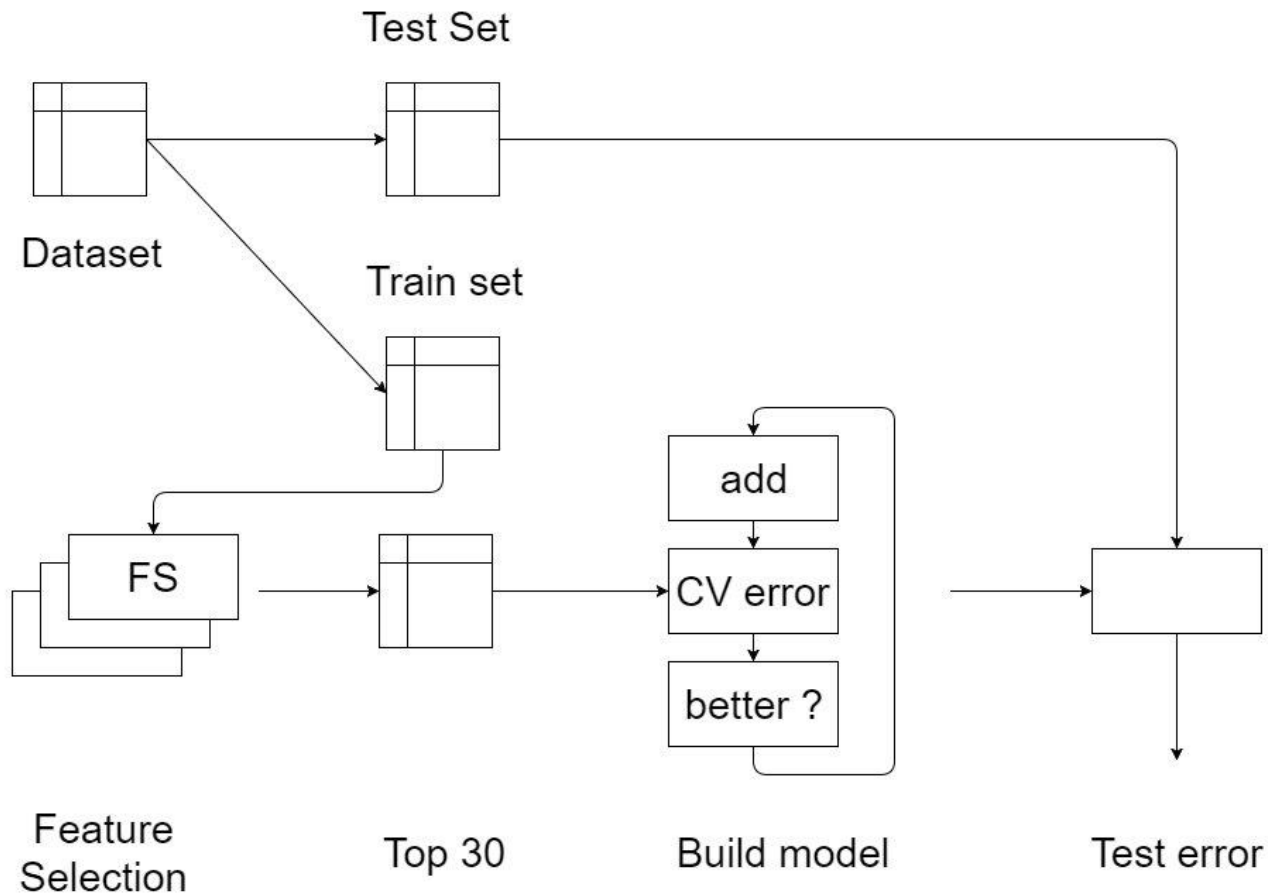 Test Set
Dataset
Train set
add
FS
CV error
better ?
Feature
Selection
Top 30
Build model
Test error